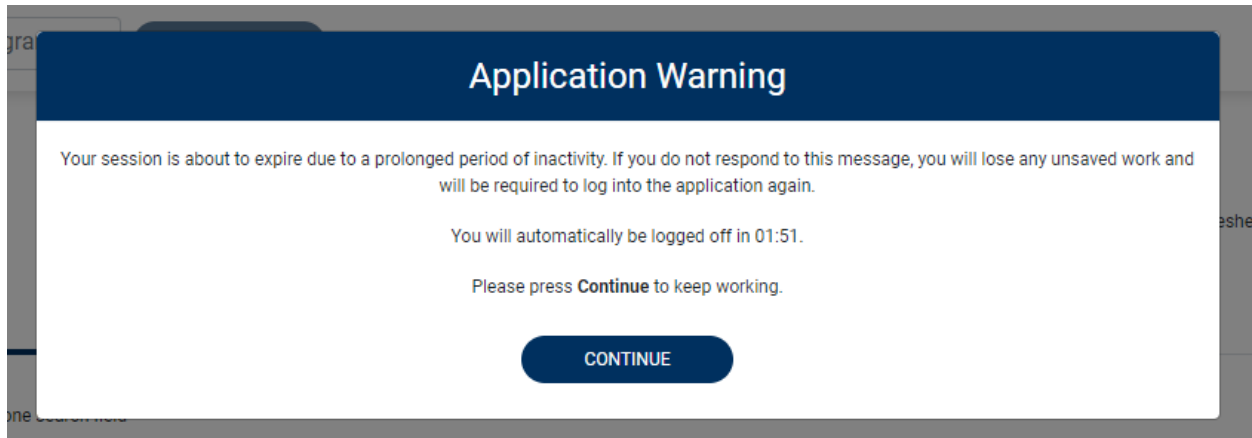 Application Warning
Your session is about to expire due to a prolonged period of inactivity. If you do not respond to this message, you will lose any unsaved work and
will be required to log into the application again.
You will automatically be logged off in 01:51.
Please press Continue to keep working.
CONTINUE